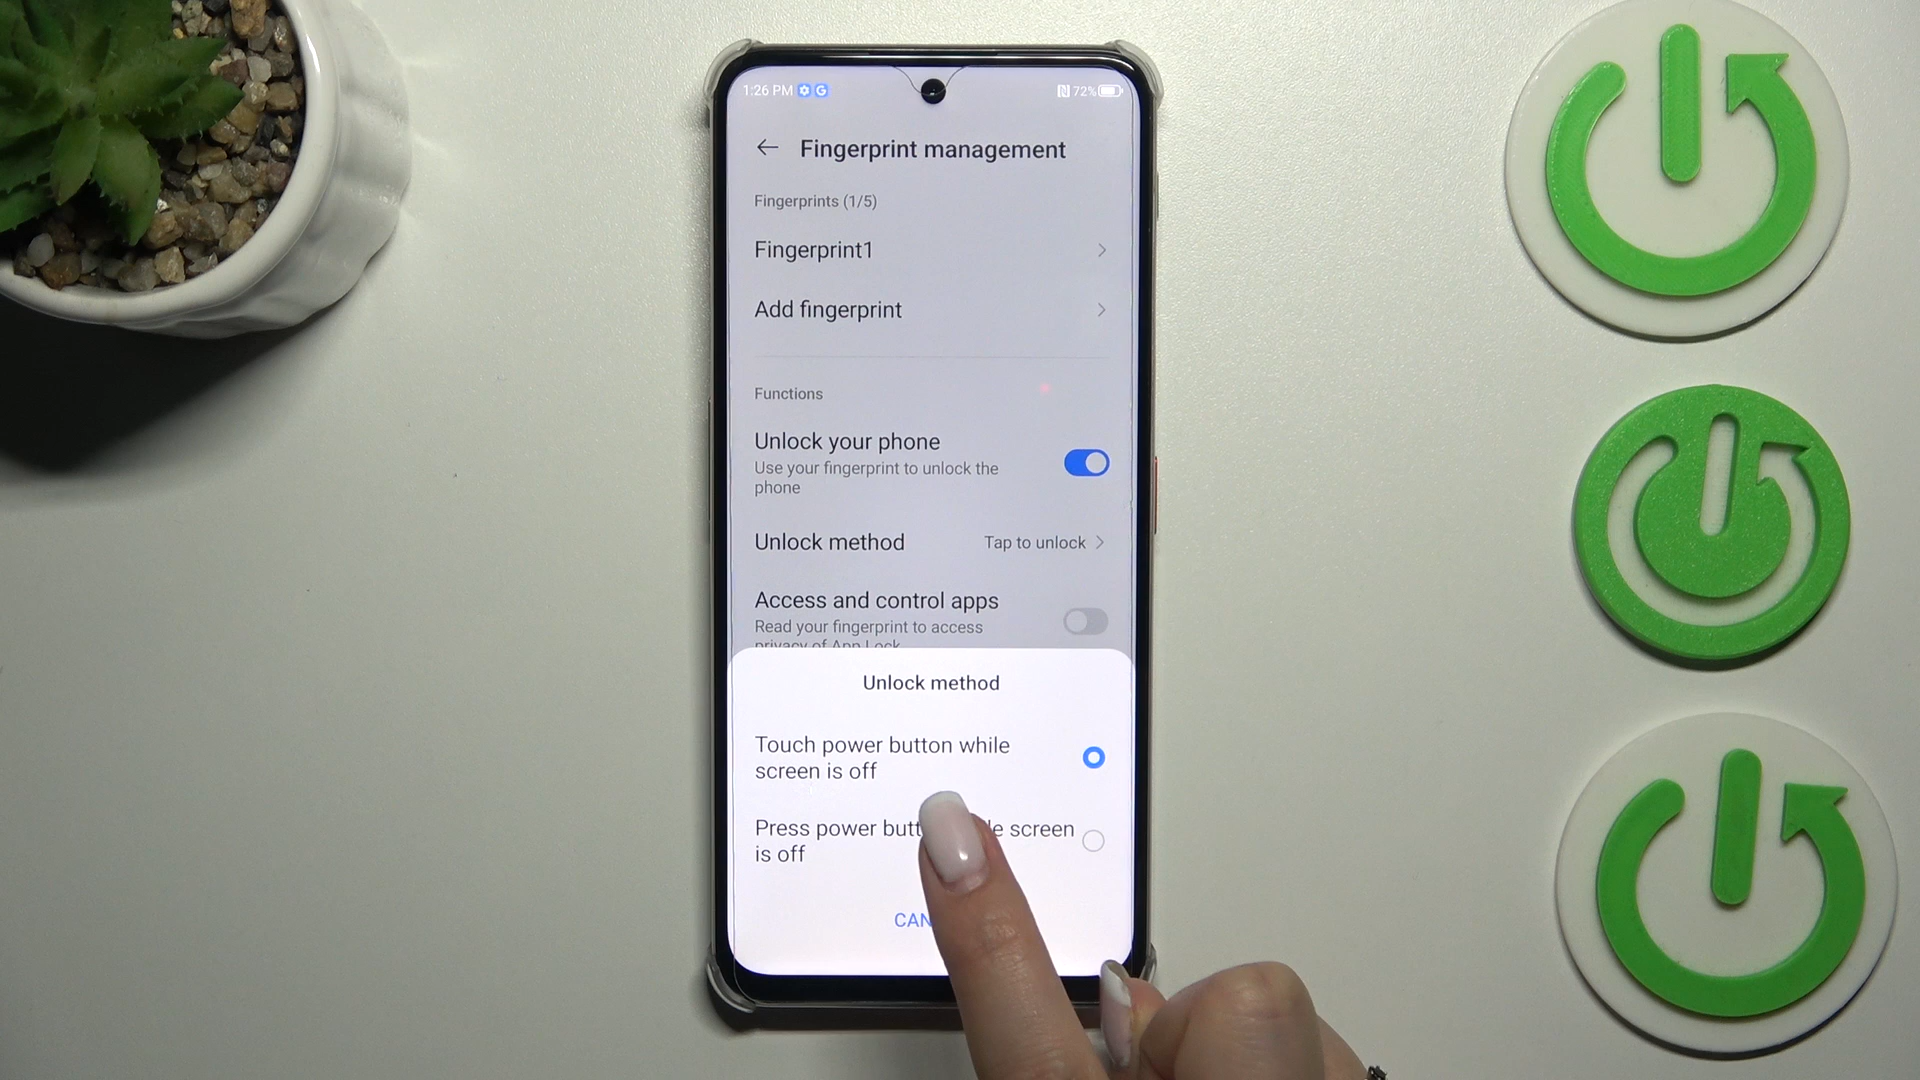 1:26 PM
72%
Fingerprint management
Fingerprints (1/5)
Fingerprint1
Add fingerprint
Functions
Unlock your phone
Use your fingerprint to unlock the
phone
Unlock method Tap to unlock
Access and control apps
Read your fingerprint to access
privacy of App Lock
Unlock method
Touch power button while
screen is off
Press power butt e screen
is off
CAN